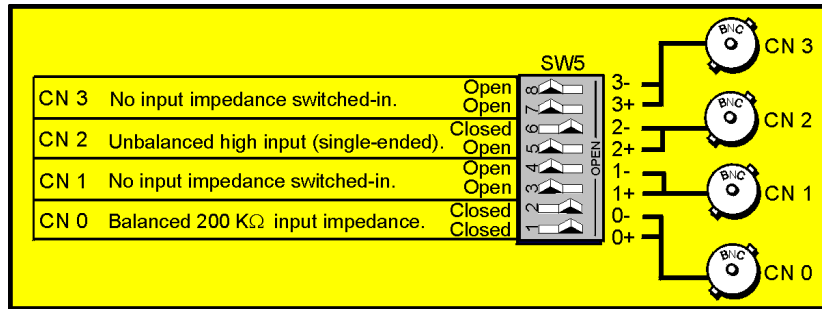 SW5
CN 3 No input impedance switched-in. Open 8 3-
Open 7 3+
CN 2 Unbalanced high input (single-ended). Closed 6 2-
Open 5 2+
CN 1 No input impedance switched-in. Open 4 1-
Open 3 1+
CN 0 Balanced 200 KΩ input impedance. Closed 2 0-
Closed 1 0+
OPEN
BNC CN 3
BNC CN 2
BNC CN 1
BNC CN 0